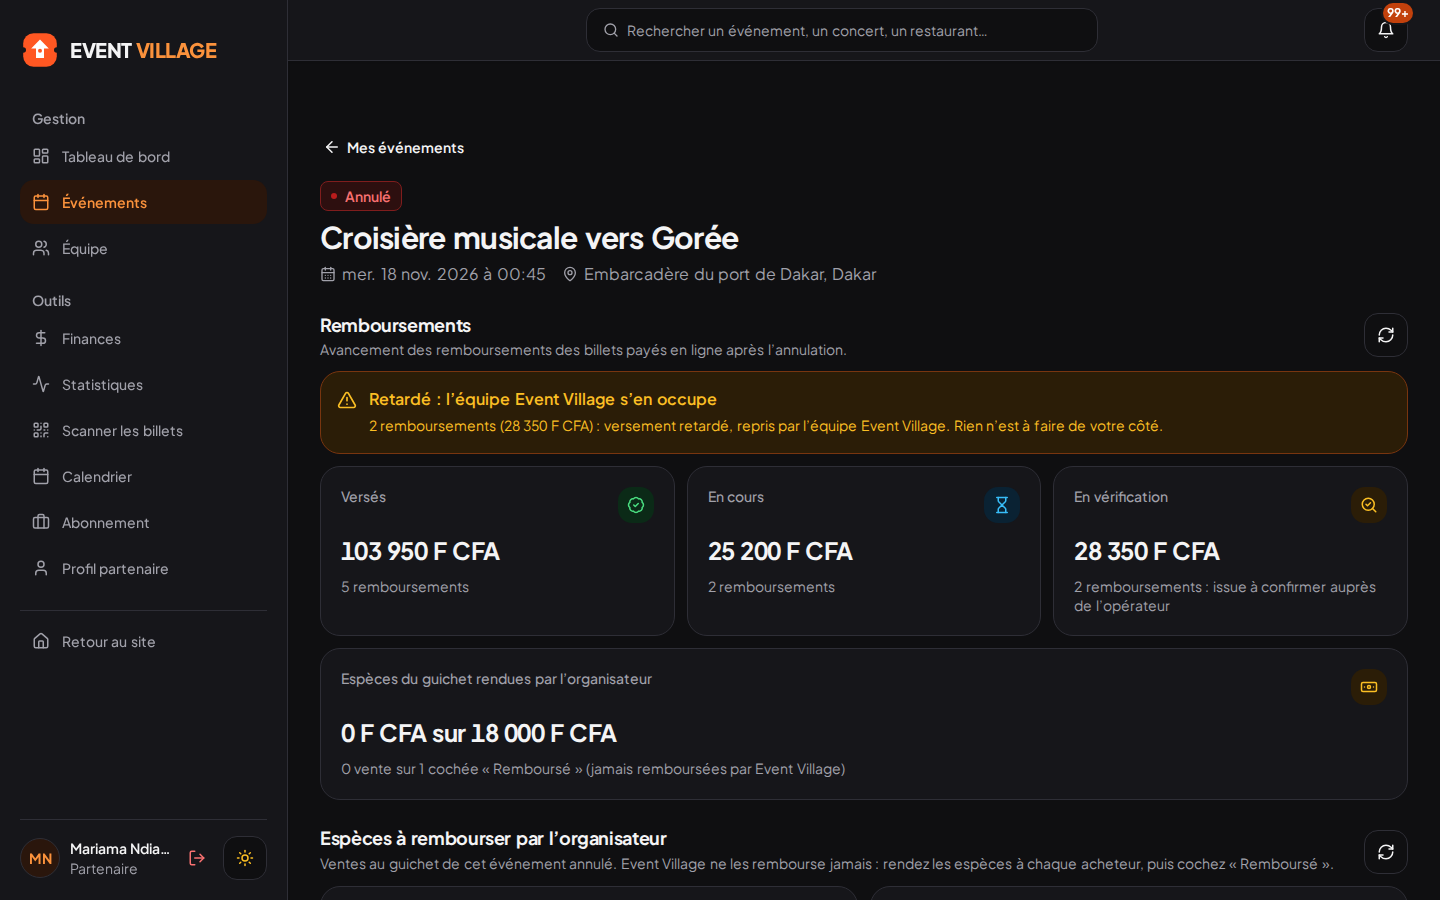 EVENT VILLAGE
Rechercher un événement, un concert, un restaurant…
99+
Gestion
Tableau de bord
Événements
Équipe
Outils
Finances
Statistiques
Scanner les billets
Calendrier
Abonnement
Profil partenaire
Retour au site
MN
Mariama Ndia…
Partenaire
Mes événements
Annulé
Croisière musicale vers Gorée
mer. 18 nov. 2026 à 00:45 Embarcadère du port de Dakar, Dakar
Remboursements
Avancement des remboursements des billets payés en ligne après l’annulation.
Retardé : l’équipe Event Village s’en occupe
2 remboursements (28 350 F CFA) : versement retardé, repris par l’équipe Event Village. Rien n’est à faire de votre côté.
Versés
103 950 F CFA
5 remboursements
En cours
25 200 F CFA
2 remboursements
En vérification
28 350 F CFA
2 remboursements : issue à confirmer auprès
de l’opérateur
Espèces du guichet rendues par l’organisateur
0 F CFA sur 18 000 F CFA
0 vente sur 1 cochée « Remboursé » (jamais remboursées par Event Village)
Espèces à rembourser par l’organisateur
Ventes au guichet de cet événement annulé. Event Village ne les rembourse jamais : rendez les espèces à chaque acheteur, puis cochez « Remboursé ».